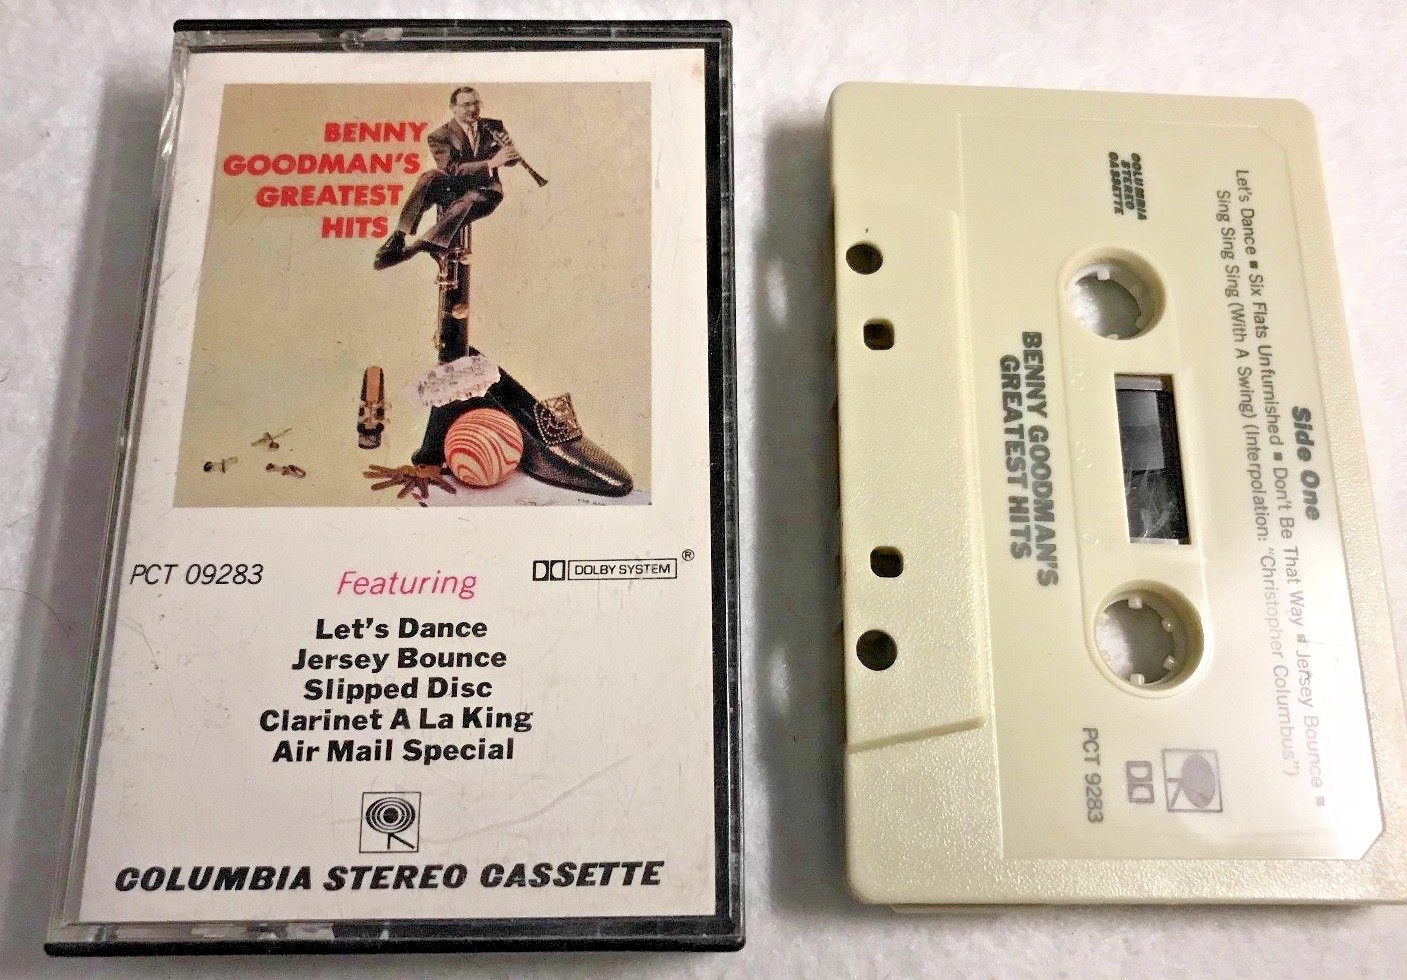 BENNY
GOODMAN'S
GREATEST
HITS
PCT 09283
Featuring
DOLBY SYSTEM ®
Let's Dance
Jersey Bounce
Slipped Disc
Clarinet A La King
Air Mail Special
COLUMBIA STEREO CASSETTE
Side One
Let's Dance ■ Six Flats Unfurnished ■ Don't Be That Way ■ Jersey Bounce ■
Sing Sing Sing (With A Swing) (Interpolation: "Christopher Columbus")
COLUMBIA
STEREO
CASSETTE
BENNY GOODMAN'S
GREATEST HITS
PCT 9283